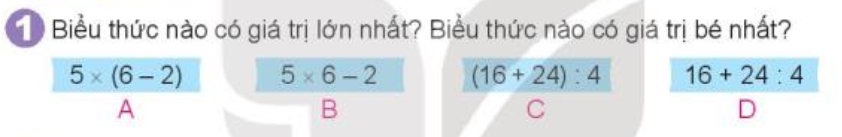 1 Biểu thức nào có giá trị lớn nhất? Biểu thức nào có giá trị bé nhất?
5 × (6 – 2) 5 × 6 – 2 (16 + 24) : 4 16 + 24 : 4
A B C D